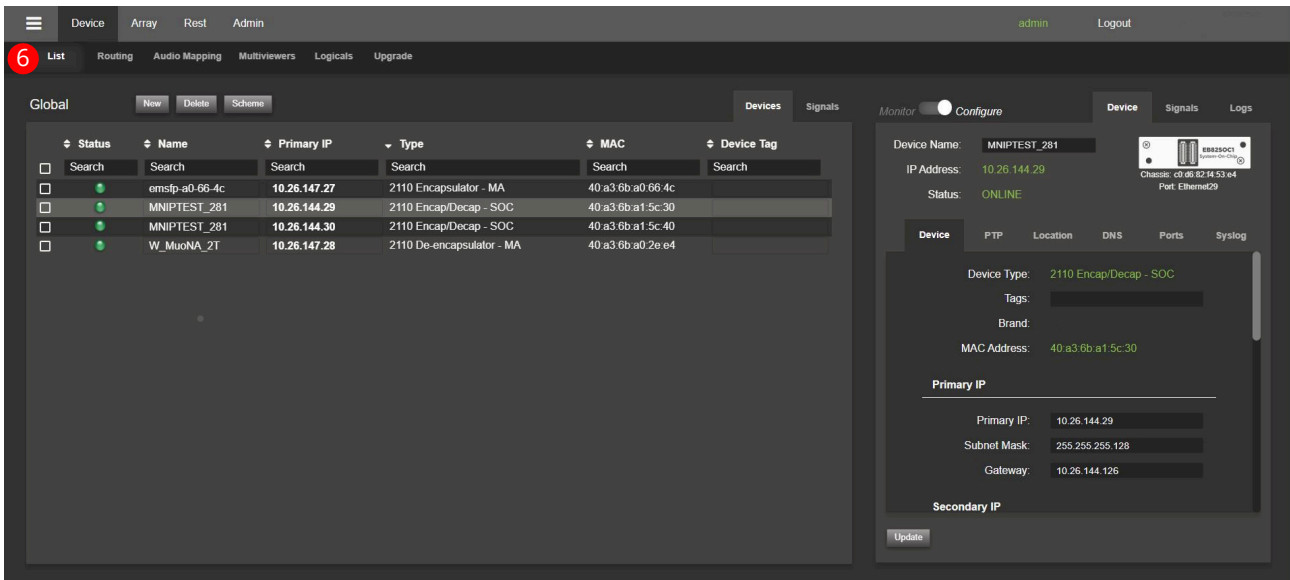 Device Array Rest Admin admin Logout
6 List Routing Audio Mapping Multiviewers Logicals Upgrade
Global New Delete Scheme Devices Signals
Monitor Configure Device Signals Logs
Status Name Primary IP Type MAC Device Tag
Search Search Search Search Search Search
emsfp-a0-66-4c 10.26.147.27 2110 Encapsulator - MA 40:a3:6b:a0:66:4c
MNIPTEST_281 10.26.144.29 2110 Encap/Decap - SOC 40:a3:6b:a1:5c:30
MNIPTEST_281 10.26.144.30 2110 Encap/Decap - SOC 40:a3:6b:a1:5c:40
W_MuoNA_2T 10.26.147.28 2110 De-encapsulator - MA 40:a3:6b:a0:2e:e4
Device Name: MNIPTEST_281
IP Address: 10.26.144.29
Status: ONLINE
EB82SOC1
System-On-Chip
Chassis: c0:d6:82:f4:53:e4
Port: Ethernet29
Device PTP Location DNS Ports Syslog
Device Type: 2110 Encap/Decap - SOC
Tags:
Brand:
MAC Address: 40:a3:6b:a1:5c:30
Primary IP
Primary IP: 10.26.144.29
Subnet Mask: 255.255.255.128
Gateway: 10.26.144.126
Secondary IP
Update